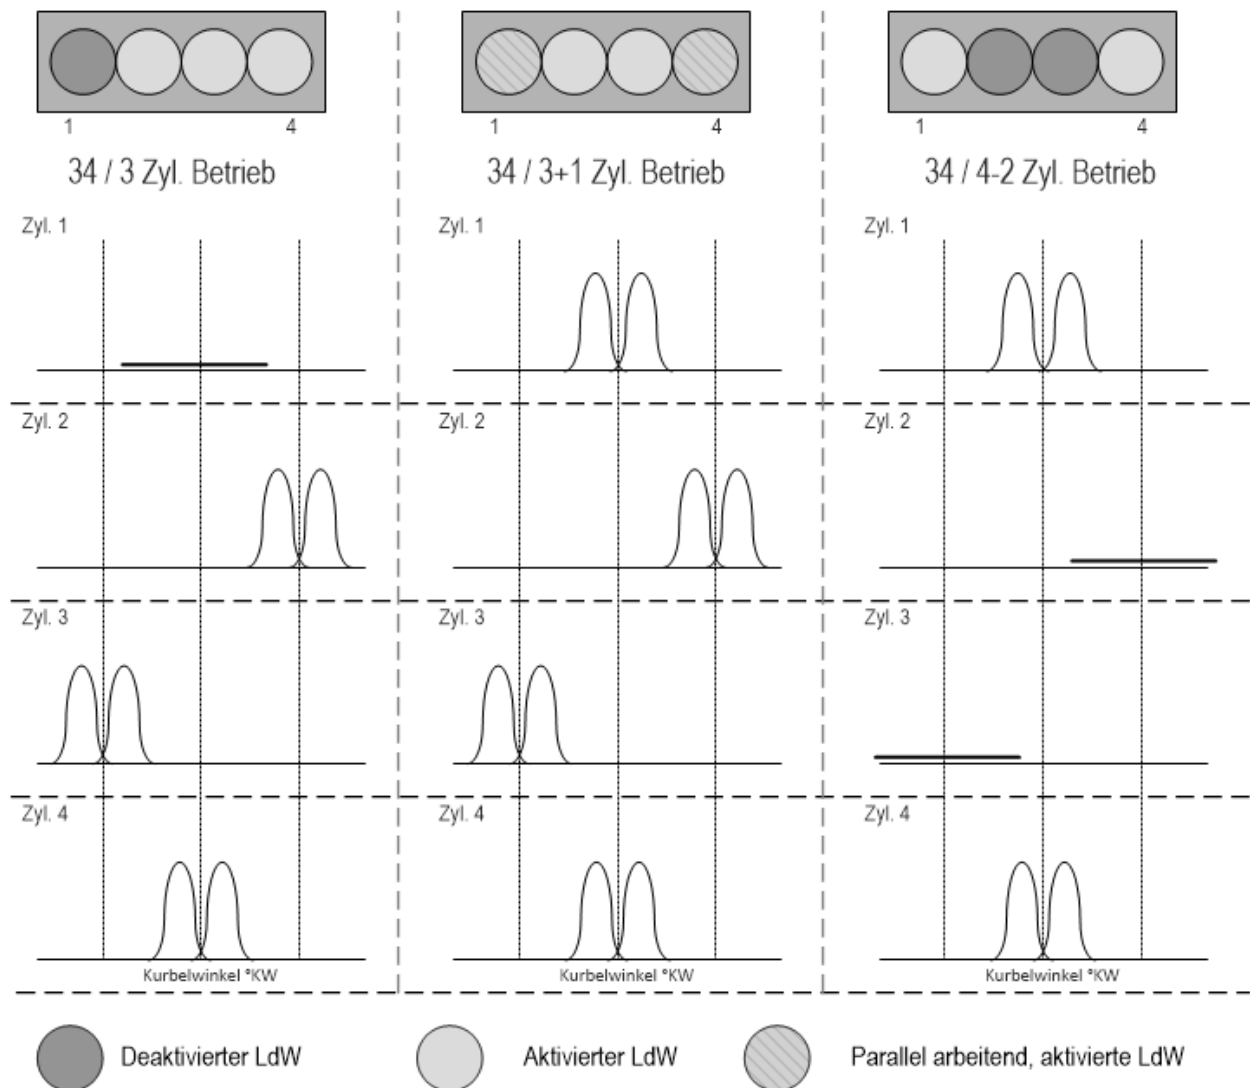 1 4
1 4
1 4
34 / 3 Zyl. Betrieb
34 / 3+1 Zyl. Betrieb
34 / 4-2 Zyl. Betrieb
Zyl. 1
Zyl. 1
Zyl. 1
Zyl. 2
Zyl. 2
Zyl. 2
Zyl. 3
Zyl. 3
Zyl. 3
Zyl. 4
Zyl. 4
Zyl. 4
Kurbelwinkel °KW
Kurbelwinkel °KW
Kurbelwinkel °KW
Deaktivierter LdW
Aktivierter LdW
Parallel arbeitend, aktivierte LdW